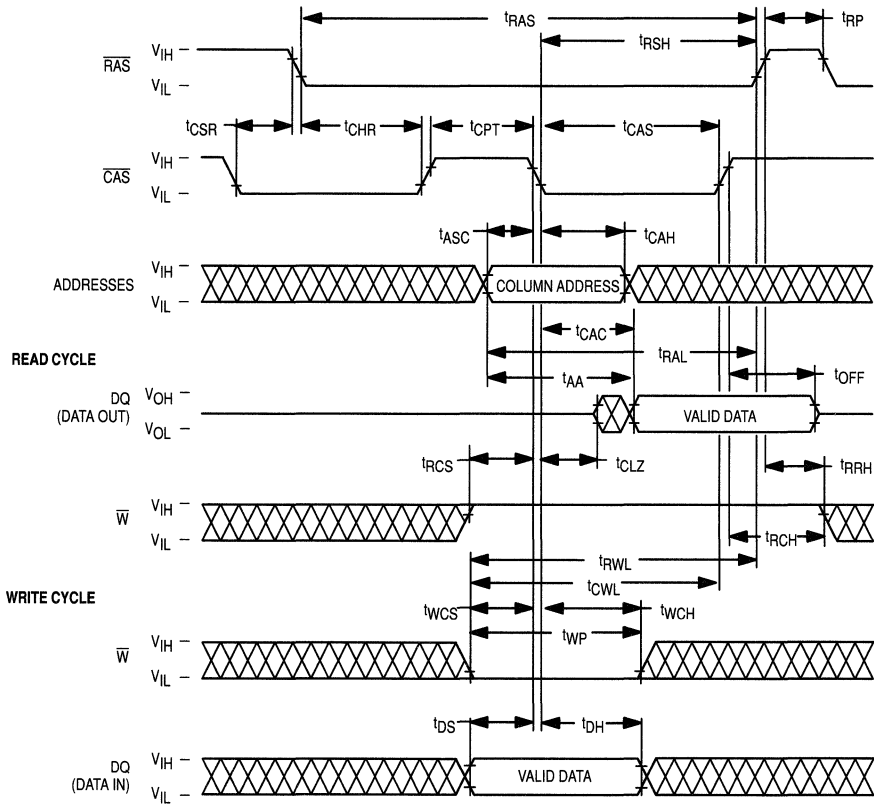 tRAS tRP
tRSH
RAS VIH
VIL
tCSR tCHR tCPT tCAS
CAS VIH
VIL
tASC tCAH
ADDRESSES VIH COLUMN ADDRESS
VIL
tCAC
READ CYCLE tRAL
tAA tOFF
DQ (DATA OUT) VOH VALID DATA
VOL
tRCS tCLZ tRRH
W VIH
VIL
tRCH
tRWL
tCWL
WRITE CYCLE
tWCS tWCH
tWP
W VIH
VIL
tDS tDH
DQ (DATA IN) VIH VALID DATA
VIL